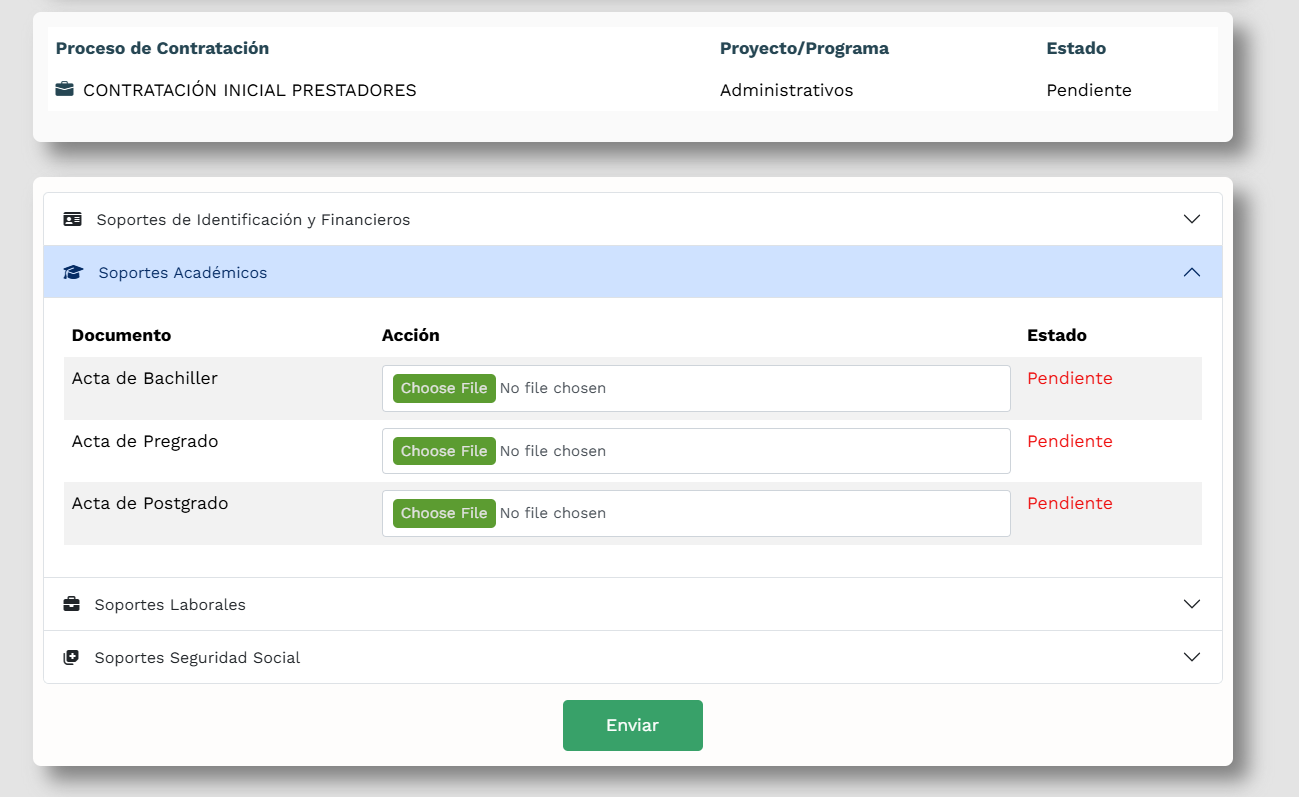 Proceso de Contratación Proyecto/Programa Estado
CONTRATACIÓN INICIAL PRESTADORES Administrativos Pendiente
Soportes de Identificación y Financieros
Soportes Académicos
Documento Acción Estado
Acta de Bachiller Choose File No file chosen Pendiente
Acta de Pregrado Choose File No file chosen Pendiente
Acta de Postgrado Choose File No file chosen Pendiente
Soportes Laborales
Soportes Seguridad Social
Enviar